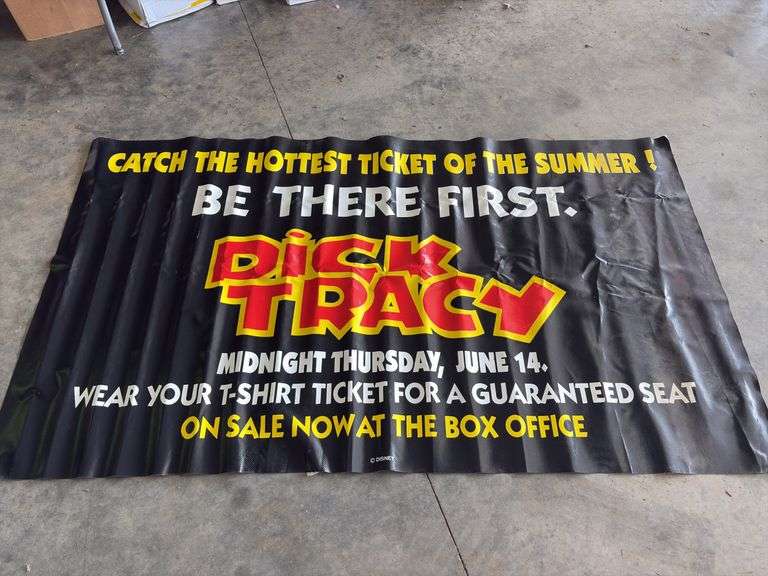 CATCH THE HOTTEST TICKET OF THE SUMMER !
BE THERE FIRST.
DiCK
TRACY
MIDNIGHT THURSDAY, JUNE 14.
WEAR YOUR T-SHIRT TICKET FOR A GUARANTEED SEAT
ON SALE NOW AT THE BOX OFFICE
© DISNEY